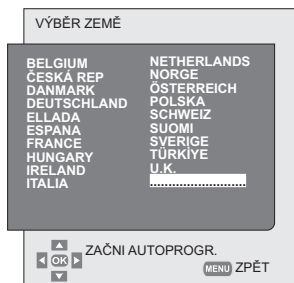 VÝBĚR ZEMĚ
BELGIUM
ČESKÁ REP
DANMARK
DEUTSCHLAND
ELLADA
ESPANA
FRANCE
HUNGARY
IRELAND
ITALIA
NETHERLANDS
NORGE
ÖSTERREICH
POLSKA
SCHWEIZ
SUOMI
SVERIGE
TÜRKİYE
U.K.
..........................
OK ZAČNI AUTOPROGR.
MENU ZPĚT